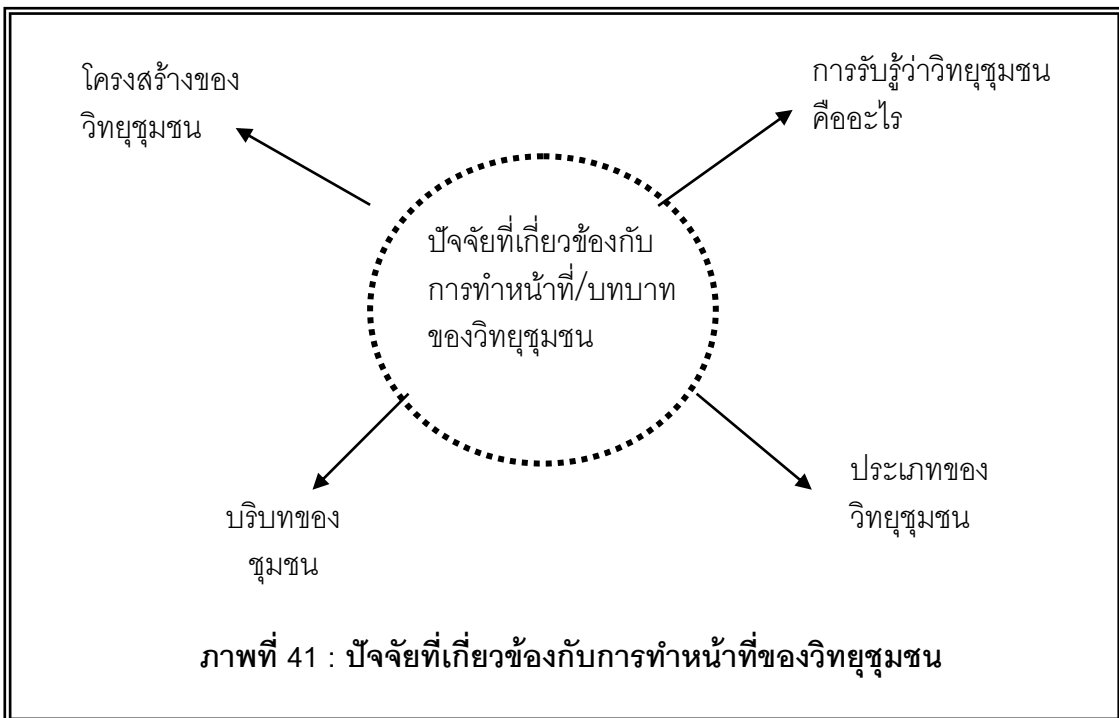 โครงสร้างของ
วิทยุชุมชน
การรับรู้ว่าวิทยุชุมชน
คืออะไร
ปัจจัยที่เกี่ยวข้องกับ
การทำหน้าที่/บทบาท
ของวิทยุชุมชน
บริบทของ
ชุมชน
ประเภทของ
วิทยุชุมชน
ภาพที่ 41 : ปัจจัยที่เกี่ยวข้องกับการทำหน้าที่ของวิทยุชุมชน